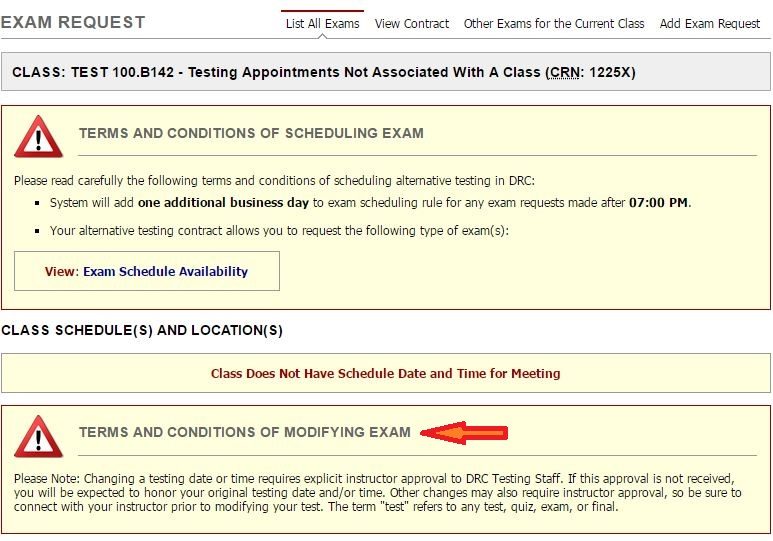 EXAM REQUEST
List All Exams View Contract Other Exams for the Current Class Add Exam Request
CLASS: TEST 100.B142 - Testing Appointments Not Associated With A Class (CRN: 1225X)
TERMS AND CONDITIONS OF SCHEDULING EXAM
Please read carefully the following terms and conditions of scheduling alternative testing in DRC:
▪ System will add one additional business day to exam scheduling rule for any exam requests made after 07:00 PM.
▪ Your alternative testing contract allows you to request the following type of exam(s):
View: Exam Schedule Availability
CLASS SCHEDULE(S) AND LOCATION(S)
Class Does Not Have Schedule Date and Time for Meeting
TERMS AND CONDITIONS OF MODIFYING EXAM
Please Note: Changing a testing date or time requires explicit instructor approval to DRC Testing Staff. If this approval is not received,
you will be expected to honor your original testing date and/or time. Other changes may also require instructor approval, so be sure to
connect with your instructor prior to modifying your test. The term "test" refers to any test, quiz, exam, or final.